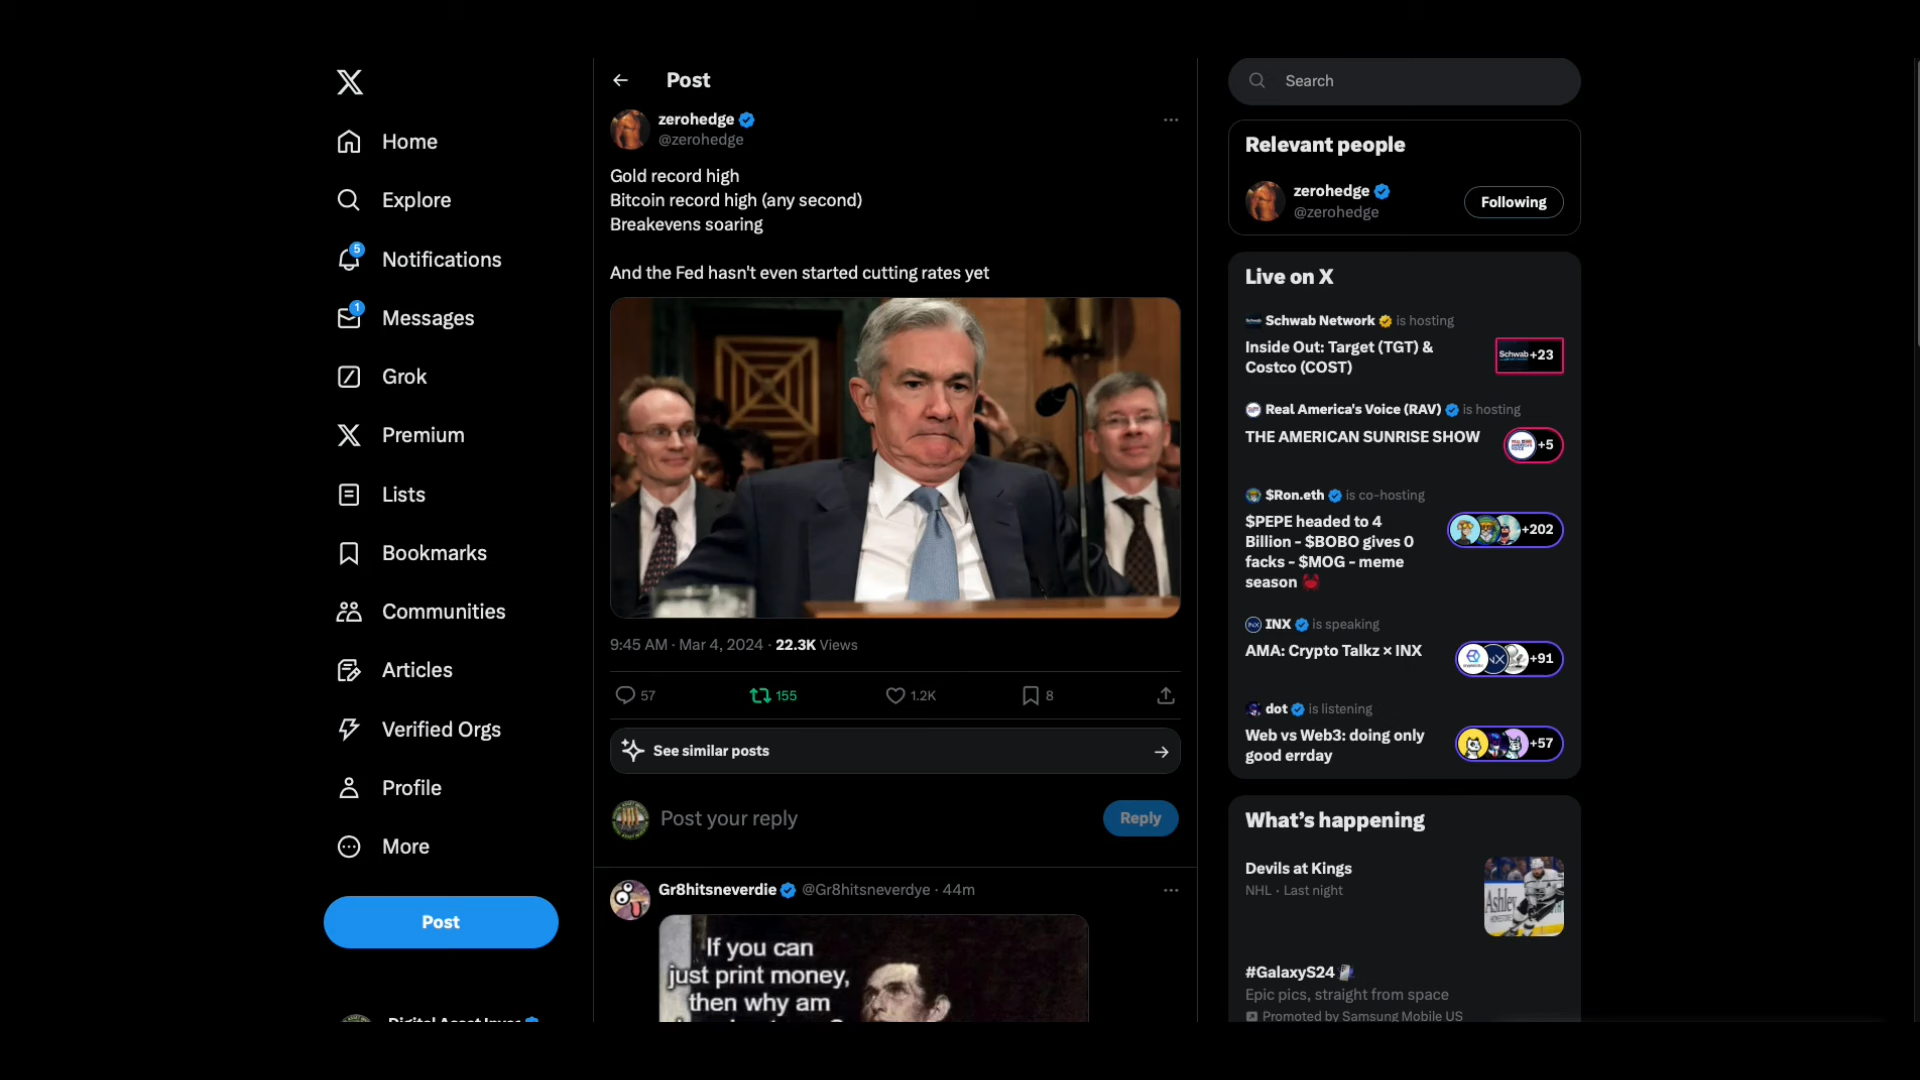 Home
Explore
5
Notifications
1
Messages
Grok
Premium
Lists
Bookmarks
Communities
Articles
Verified Orgs
Profile
More
Post
Post
zerohedge
@zerohedge
Gold record high
Bitcoin record high (any second)
Breakevens soaring
And the Fed hasn't even started cutting rates yet
9:45 AM · Mar 4, 2024 · 22.3K Views
57 155 1.2K 8
See similar posts
Post your reply
Reply
Gr8hitsneverdie @Gr8hitsneverdye · 44m
If you can
just print money,
then why am
Search
Relevant people
zerohedge
@zerohedge
Following
Live on X
Schwab Network is hosting
Inside Out: Target (TGT) &
Costco (COST)
Schwab +23
Real America's Voice (RAV) is hosting
THE AMERICAN SUNRISE SHOW
+5
$Ron.eth is co-hosting
$PEPE headed to 4
Billion - $BOBO gives 0
facks - $MOG - meme
season
+202
INX is speaking
AMA: Crypto Talkz × INX
+91
dot is listening
Web vs Web3: doing only
good errday
+57
What's happening
Devils at Kings
NHL · Last night
Ashley
#GalaxyS24
Epic pics, straight from space
Promoted by Samsung Mobile US